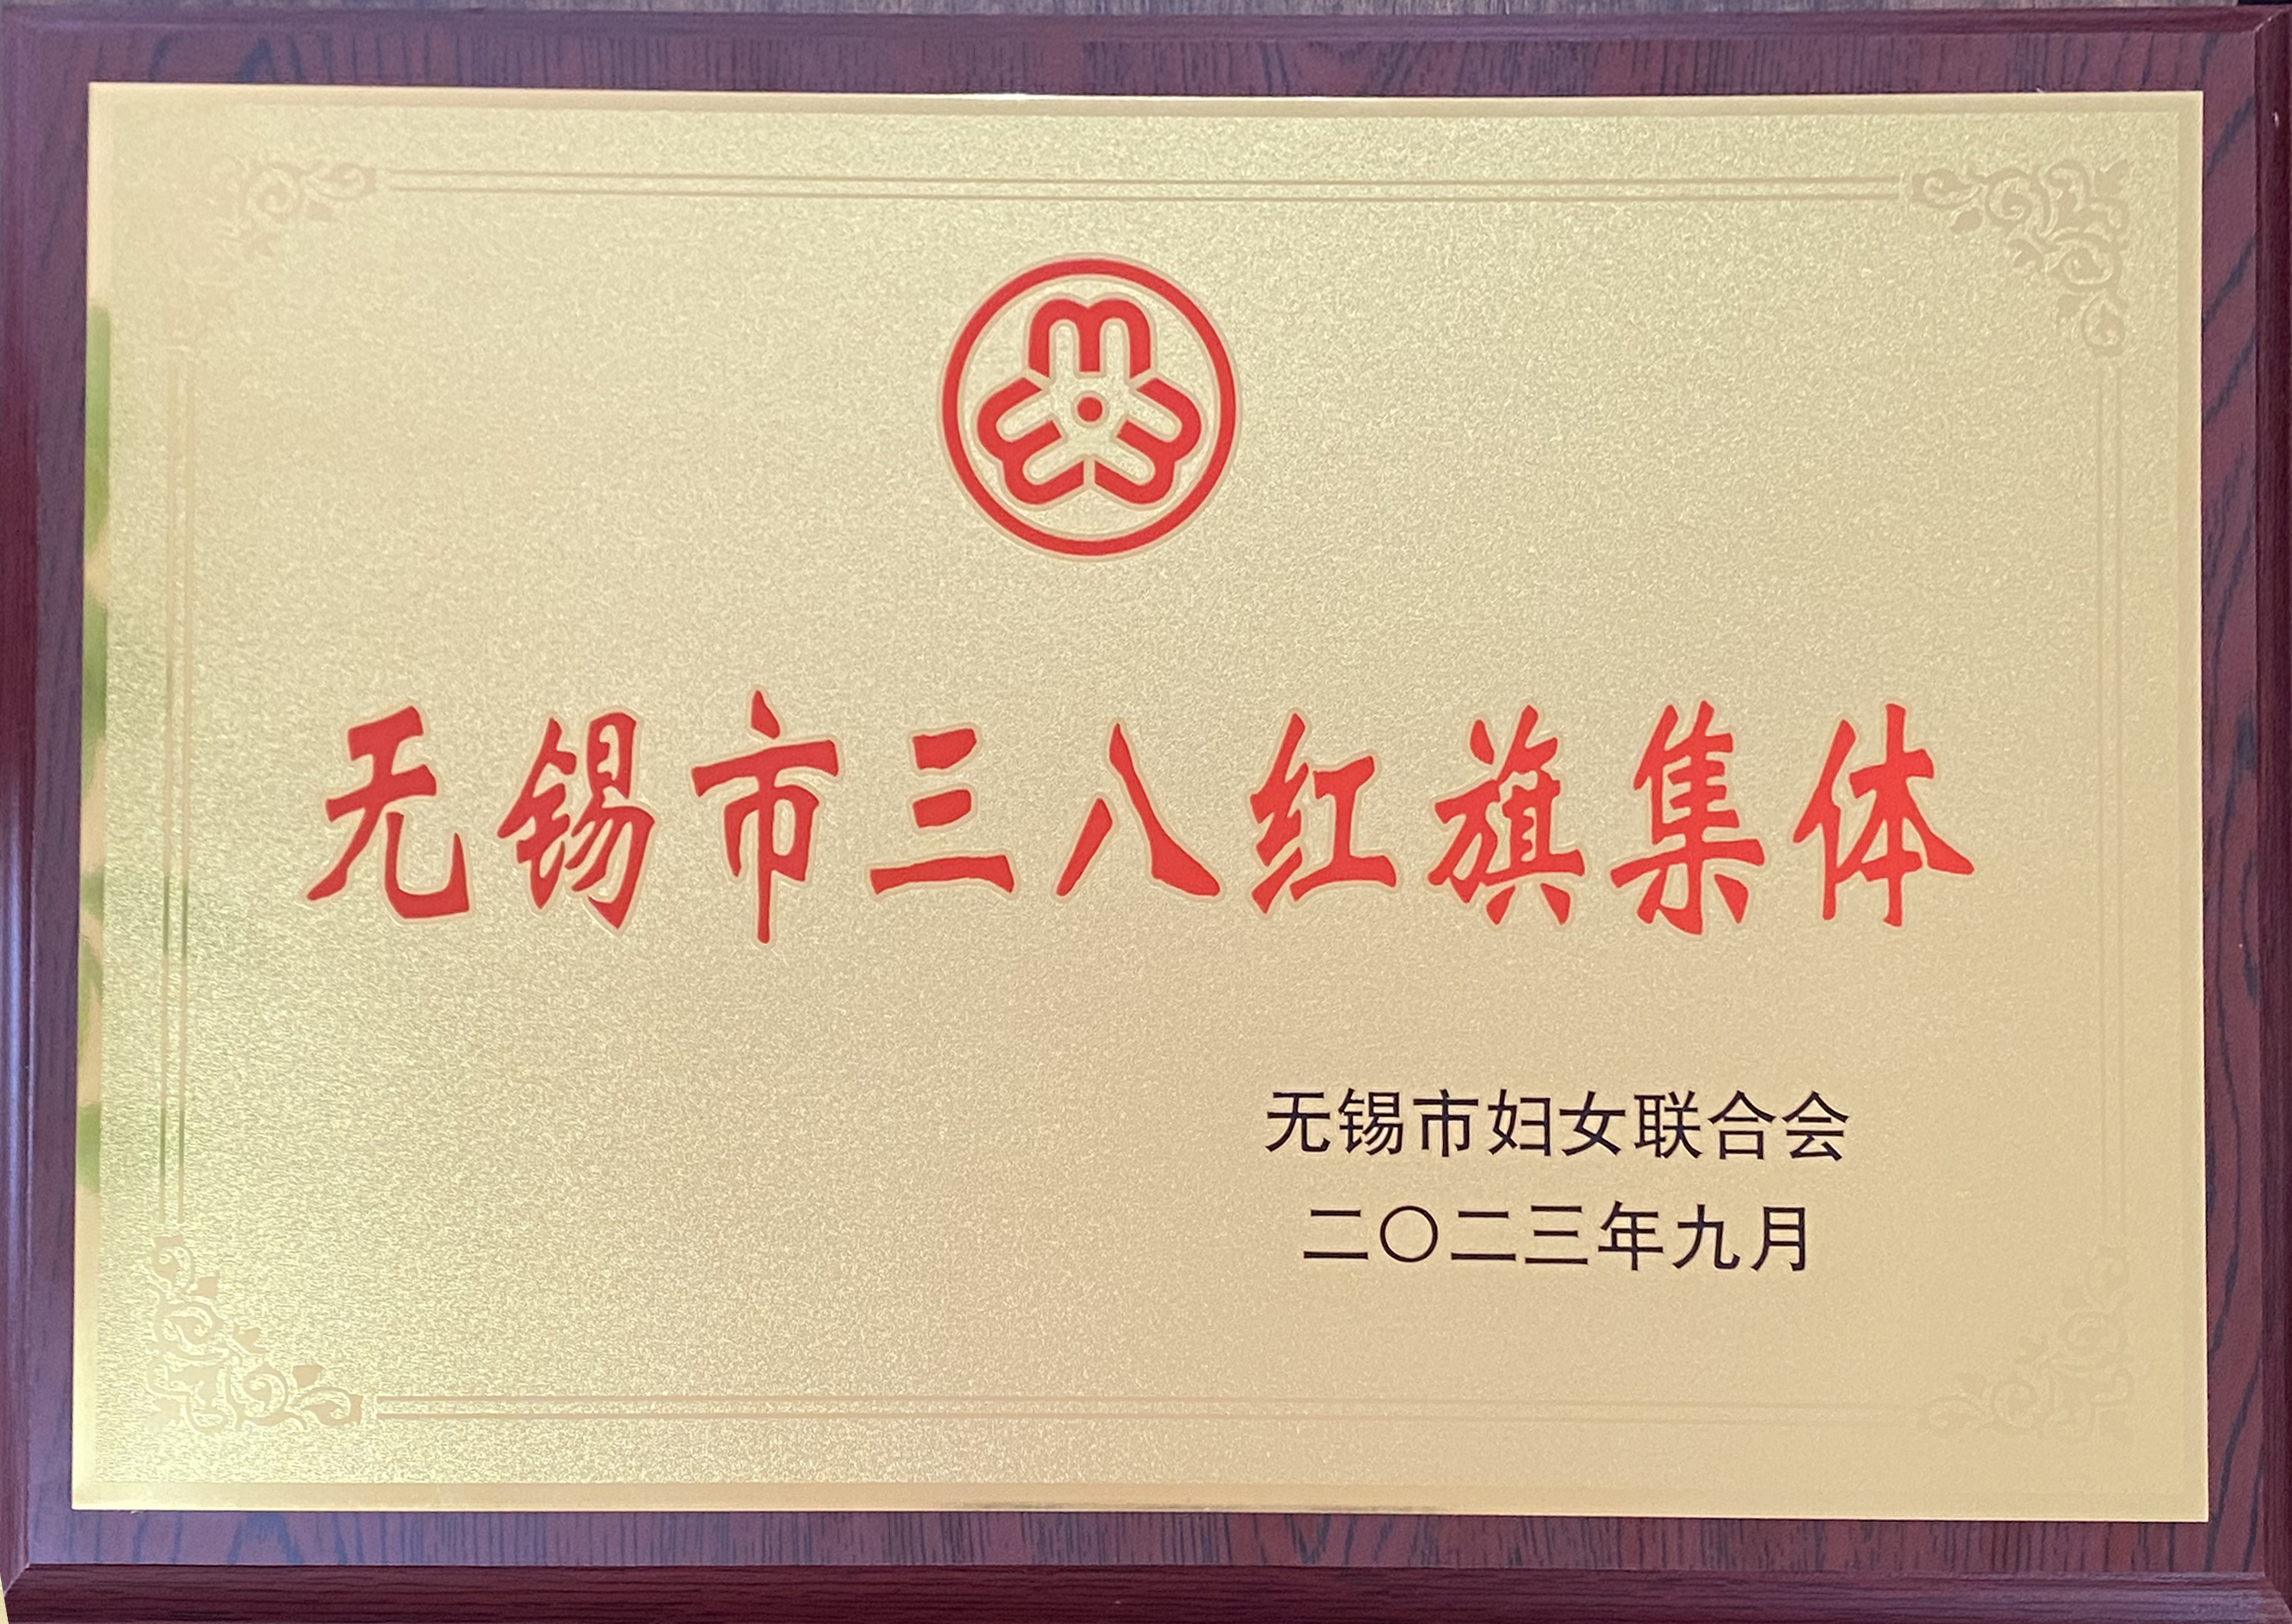 无锡市三八红旗集体
无锡市妇女联合会
二〇二三年九月